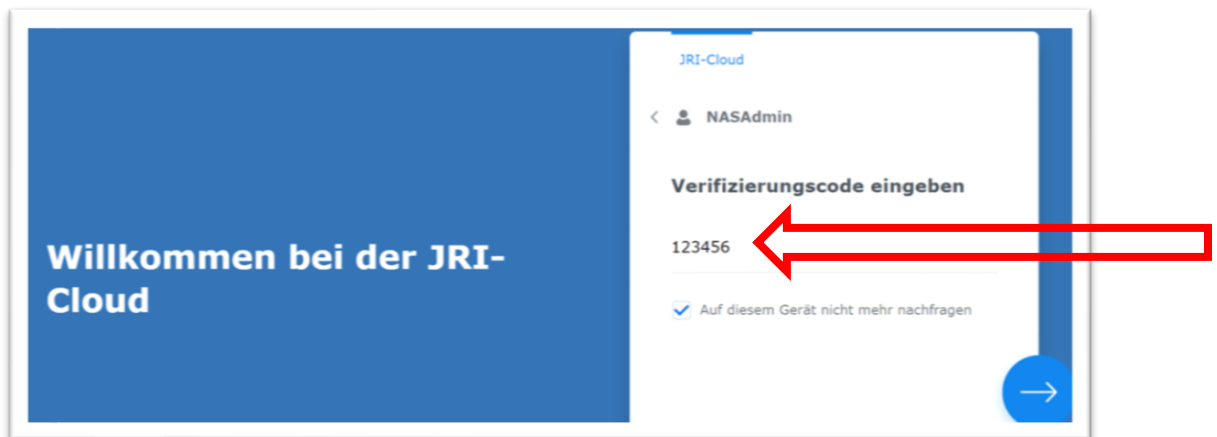 Willkommen bei der JRI-
Cloud
JRI-Cloud
NASAdmin
Verifizierungscode eingeben
123456
Auf diesem Gerät nicht mehr nachfragen